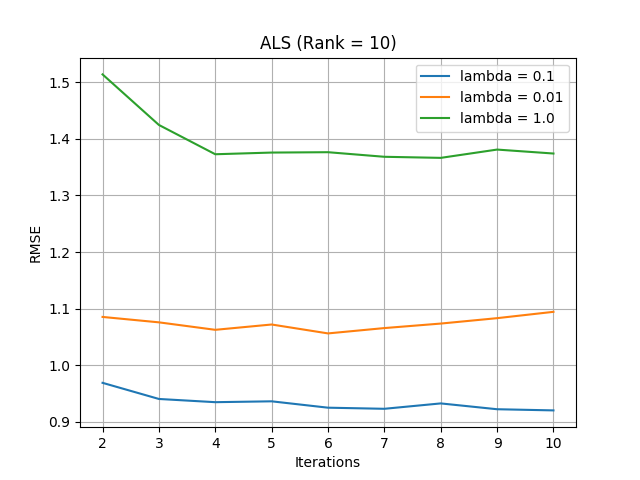 ALS (Rank = 10)
lambda = 0.1
lambda = 0.01
lambda = 1.0
RMSE
1.5
1.4
1.3
1.2
1.1
1.0
0.9
2 3 4 5 6 7 8 9 10
Iterations